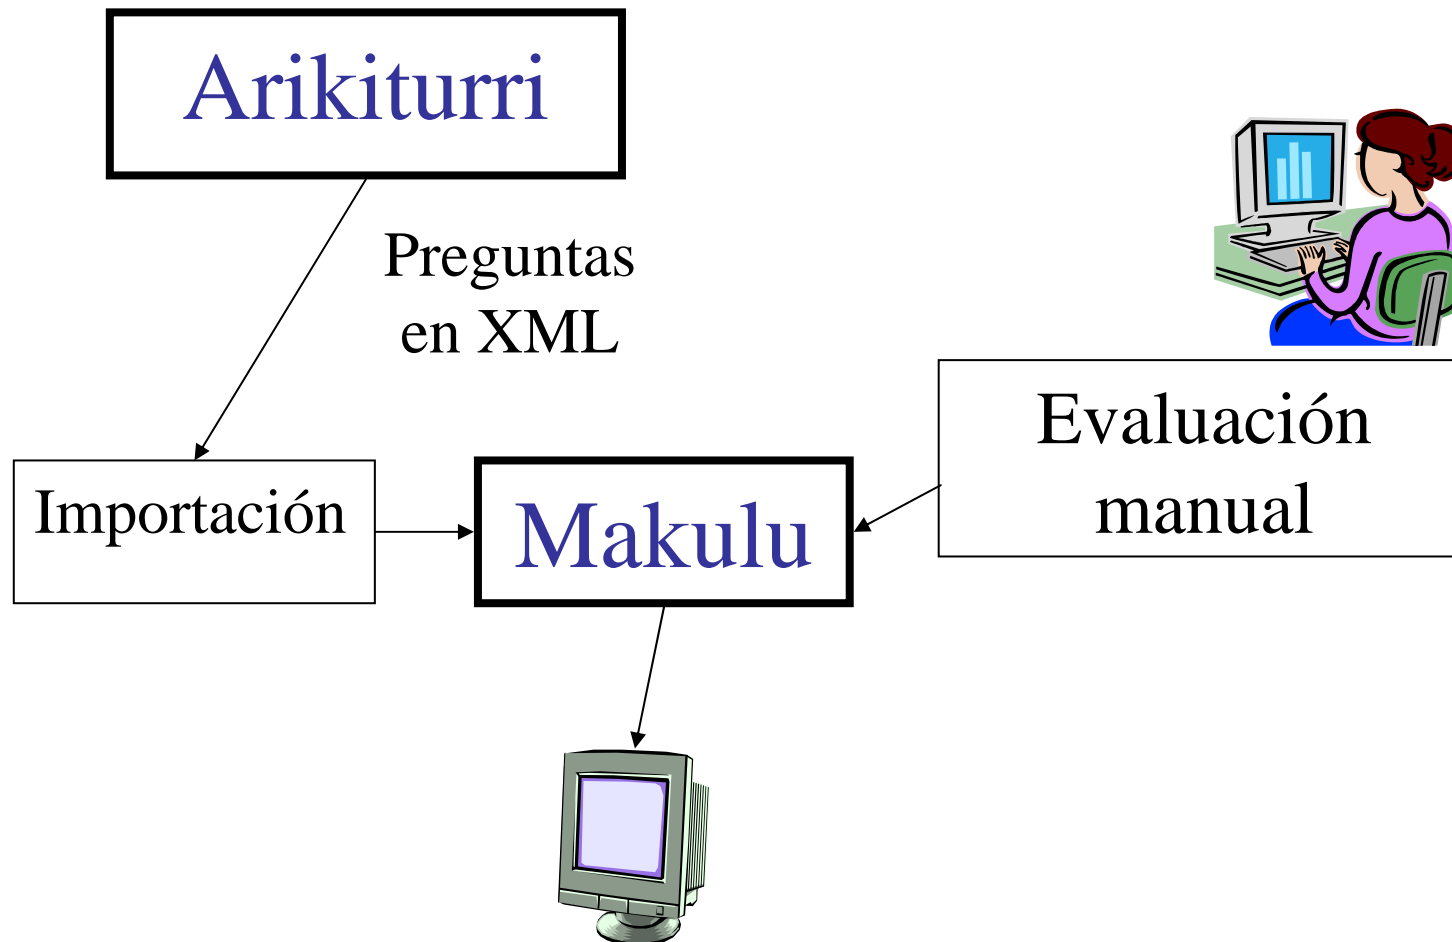 Arikiturri
Preguntas
en XML
Evaluación
manual
Importación
Makulu